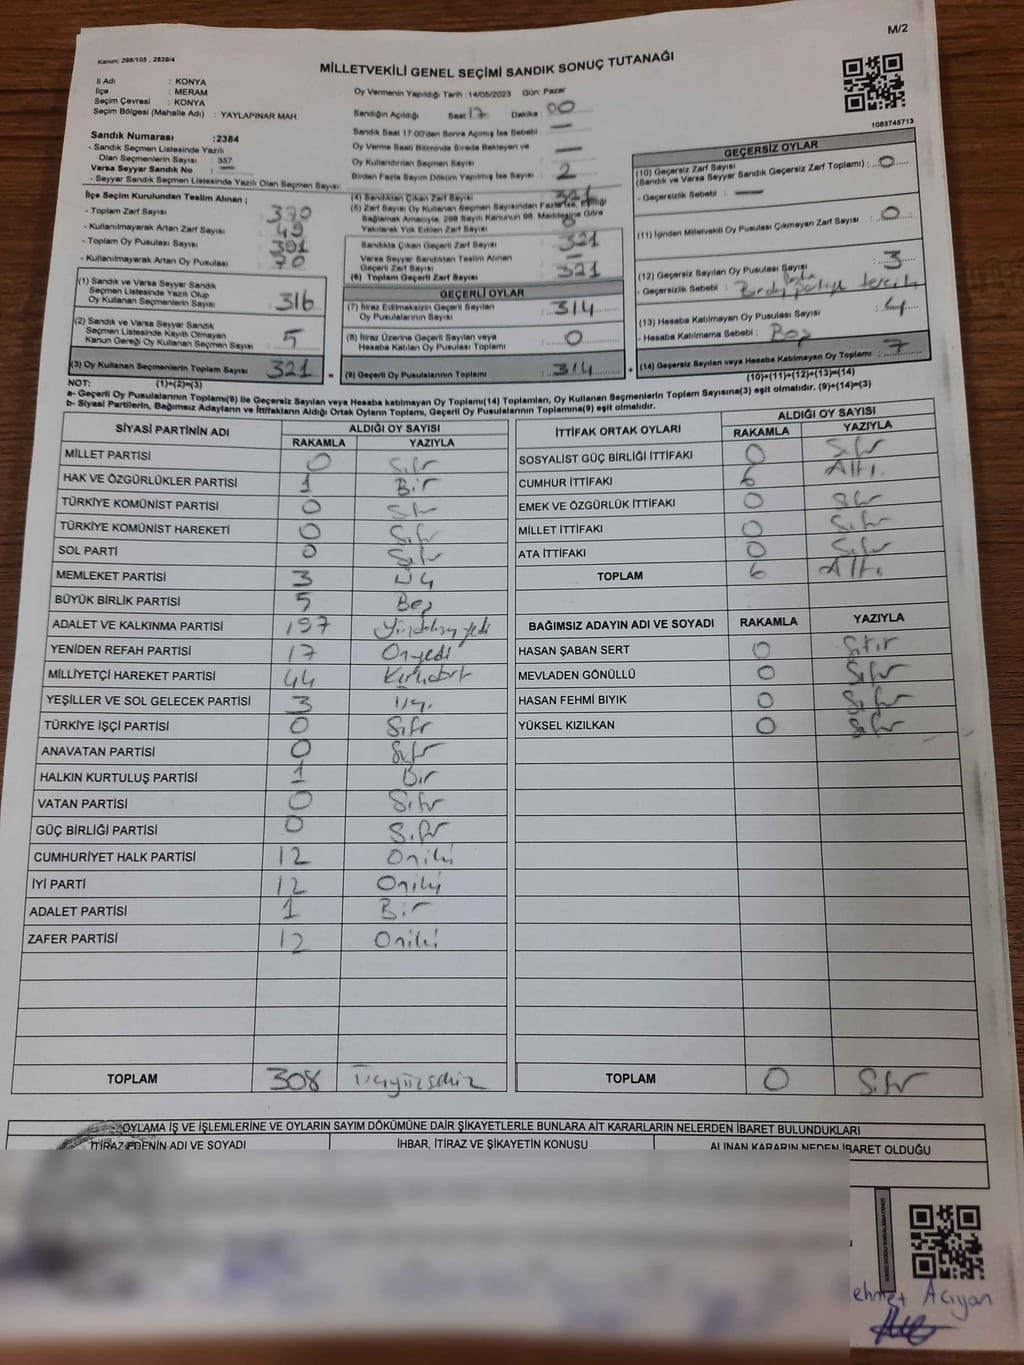 M/2
Kanun: 298/105 , 2839/4
MİLLETVEKİLİ GENEL SEÇİMİ SANDIK SONUÇ TUTANAĞI
İl Adı : KONYA
İlçe : MERAM
Seçim Çevresi : KONYA
Seçim Bölgesi (Mahalle Adı) : YAYLAPINAR MAH.
Oy Vermenin Yapıldığı Tarih : 14/05/2023 Gün: Pazar
Sandığın Açıldığı Saat 17 Dakika 00
Sandık Saat 17:00'den Sonra Açılmış İse Sebebi : —
Oy Verme Saati Bitiminde Sırada Bekleyen ve
Oy Kullandırılan Seçmen Sayısı : —
Birden Fazla Sayım Döküm Yapılmış İse Sayısı : 2
1083745713
Sandık Numarası :2384
- Sandık Seçmen Listesinde Yazılı
Olan Seçmenlerin Sayısı : 357
Varsa Seyyar Sandık No : —
- Seyyar Sandık Seçmen Listesinde Yazılı Olan Seçmen Sayısı:
İlçe Seçim Kurulundan Teslim Alınan ;
- Toplam Zarf Sayısı : 370
- Kullanılmayarak Artan Zarf Sayısı : 49
- Toplam Oy Pusulası Sayısı : 391
- Kullanılmayarak Artan Oy Pusulası : 70
(1) Sandık ve Varsa Seyyar Sandık
Seçmen Listesinde Yazılı Olup
Oy Kullanan Seçmenlerin Sayısı : 316
(2) Sandık ve Varsa Seyyar Sandık
Seçmen Listesinde Kayıtlı Olmayan
Kanun Gereği Oy Kullanan Seçmen Sayısı : 5
(3) Oy Kullanan Seçmenlerin Toplam Sayısı : 321
(4) Sandıktan Çıkan Zarf Sayısı : 321
(5) Zarf Sayısı Oy Kullanan Seçmen Sayısından Fazla ise, Eşitliği
Bağlamak Amacıyla, 298 Sayılı Kanunun 98. Maddesine Göre
Yakılarak Yok Edilen Zarf Sayısı : 0
Sandıkta Çıkan Geçerli Zarf Sayısı : 321
Varsa Seyyar Sandıktan Teslim Alınan
Geçerli Zarf Sayısı : —
(6) Toplam Geçerli Zarf Sayısı : 321
GEÇERLİ OYLAR
(7) İtiraz Edilmeksizin Geçerli Sayılan
Oy Pusulalarının Sayısı : 314
(8) İtiraz Üzerine Geçerli Sayılan veya
Hesaba Katılan Oy Pusulası Toplamı : 0
(9) Geçerli Oy Pusulalarının Toplamı : 314
GEÇERSİZ OYLAR
(10) Geçersiz Zarf Sayısı
(Sandık ve Varsa Seyyar Sandık Geçersiz Zarf Toplamı) : 0
- Geçersizlik Sebebi : —
(11) İçinden Milletvekili Oy Pusulası Çıkmayan Zarf Sayısı : 0
(12) Geçersiz Sayılan Oy Pusulası Sayısı : 3
- Geçersizlik Sebebi : Birden fazla partiye tercih
(13) Hesaba Katılmayan Oy Pusulası Sayısı : 4
- Hesaba Katılmama Sebebi : Boş
(14) Geçersiz Sayılan veya Hesaba Katılmayan Oy Toplamı : 7
NOT: (1)+(2)=(3) (10)+(11)+(12)+(13)=(14)
a- Geçerli Oy Pusulalarının Toplamı(9) ile Geçersiz Sayılan veya Hesaba katılmayan Oy Toplamı(14) Toplamları, Oy Kullanan Seçmenlerin Toplam Sayısına(3) eşit olmalıdır. (9)+(14)=(3)
b- Siyasi Partilerin, Bağımsız Adayların ve İttifakların Aldığı Ortak Oyların Toplamı, Geçerli Oy Pusulalarının Toplamına(9) eşit olmalıdır.
SİYASİ PARTİNİN ADI ALDIĞI OY SAYISI
RAKAMLA YAZIYLA
MİLLET PARTİSİ 0 Sıfır
HAK VE ÖZGÜRLÜKLER PARTİSİ 1 Bir
TÜRKİYE KOMÜNİST PARTİSİ 0 Sıfır
TÜRKİYE KOMÜNİST HAREKETİ 0 Sıfır
SOL PARTİ 0 Sıfır
MEMLEKET PARTİSİ 3 Üç
BÜYÜK BİRLİK PARTİSİ 5 Beş
ADALET VE KALKINMA PARTİSİ 197 Yüzdoksanyedi
YENİDEN REFAH PARTİSİ 17 Onyedi
MİLLİYETÇİ HAREKET PARTİSİ 44 Kırkdört
YEŞİLLER VE SOL GELECEK PARTİSİ 3 Üç
TÜRKİYE İŞÇİ PARTİSİ 0 Sıfır
ANAVATAN PARTİSİ 0 Sıfır
HALKIN KURTULUŞ PARTİSİ 1 Bir
VATAN PARTİSİ 0 Sıfır
GÜÇ BİRLİĞİ PARTİSİ 0 Sıfır
CUMHURİYET HALK PARTİSİ 12 Oniki
İYİ PARTİ 12 Oniki
ADALET PARTİSİ 1 Bir
ZAFER PARTİSİ 12 Oniki
TOPLAM 308 Üçyüzsekiz
İTTİFAK ORTAK OYLARI ALDIĞI OY SAYISI
RAKAMLA YAZIYLA
SOSYALİST GÜÇ BİRLİĞİ İTTİFAKI 0 Sıfır
CUMHUR İTTİFAKI 6 Altı
EMEK VE ÖZGÜRLÜK İTTİFAKI 0 Sıfır
MİLLET İTTİFAKI 0 Sıfır
ATA İTTİFAKI 0 Sıfır
TOPLAM 6 Altı
BAĞIMSIZ ADAYIN ADI VE SOYADI RAKAMLA YAZIYLA
HASAN ŞABAN SERT 0 Sıfır
MEVLADEN GÖNÜLLÜ 0 Sıfır
HASAN FEHMİ BIYIK 0 Sıfır
YÜKSEL KIZILKAN 0 Sıfır
TOPLAM 0 Sıfır
OYLAMA İŞ VE İŞLEMLERİNE VE OYLARIN SAYIM DÖKÜMÜNE DAİR ŞİKAYETLERLE BUNLARA AİT KARARLARIN NELERDEN İBARET BULUNDUKLARI
İTİRAZ EDENİN ADI VE SOYADI İHBAR, İTİRAZ VE ŞİKAYETİN KONUSU ALINAN KARARIN NEDEN İBARET OLDUĞU
ehmet Acıyan